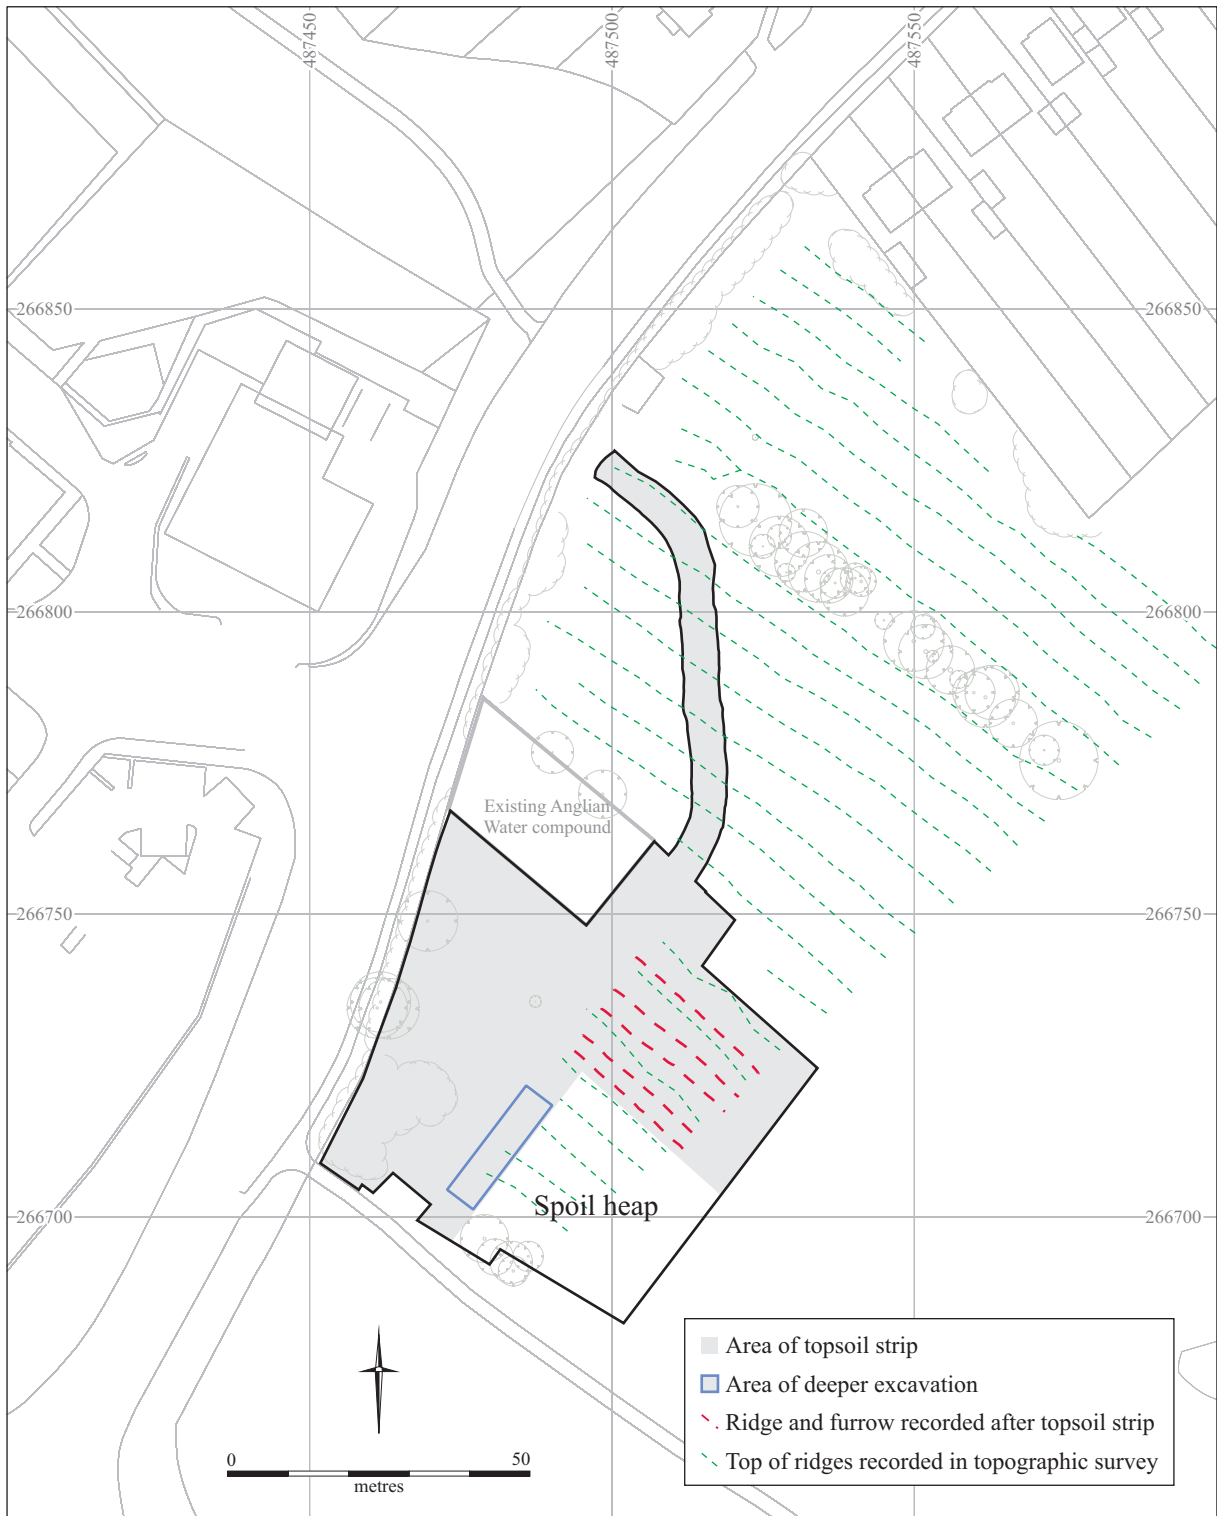 487450
487500
487550
266850
266850
266800
266800
Existing Anglian
Water compound
266750
266750
Spoil heap
266700
266700
Area of topsoil strip
Area of deeper excavation
Ridge and furrow recorded after topsoil strip
Top of ridges recorded in topographic survey
0 50
metres